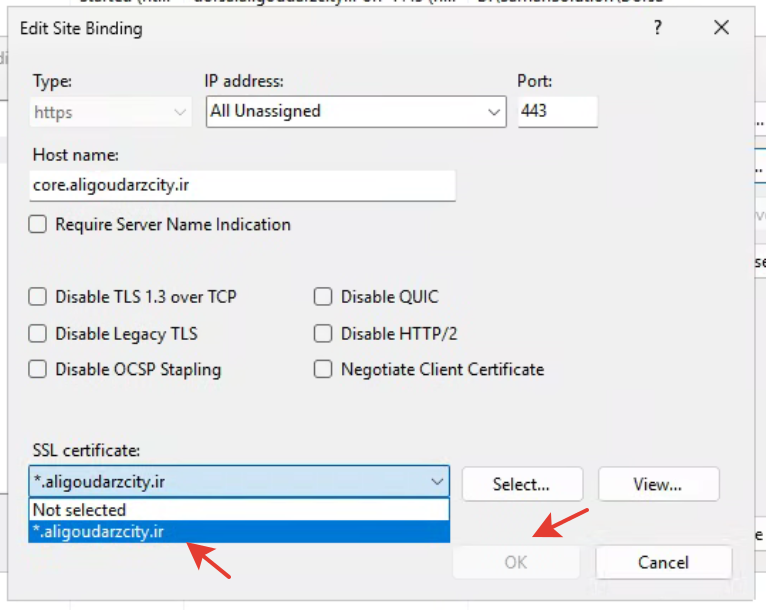 Edit Site Binding
?
Type:
IP address:
Port:
https
All Unassigned
443
Host name:
core.aligoudarzcity.ir
Require Server Name Indication
Disable TLS 1.3 over TCP
Disable QUIC
Disable Legacy TLS
Disable HTTP/2
Disable OCSP Stapling
Negotiate Client Certificate
SSL certificate:
*.aligoudarzcity.ir
Select...
View...
Not selected
*.aligoudarzcity.ir
OK
Cancel